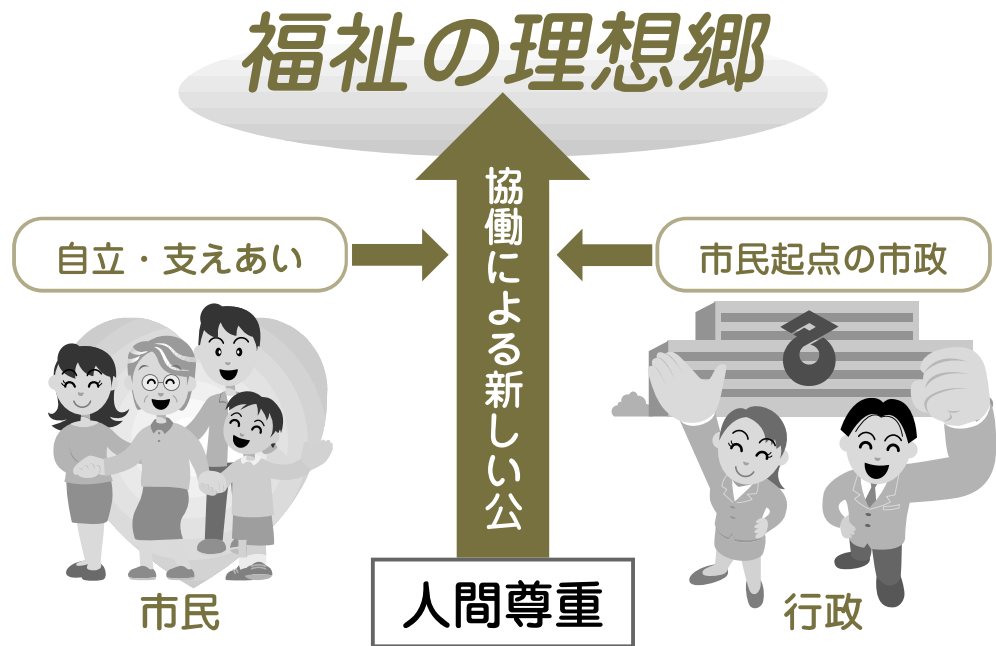 福祉の理想郷
協働による新しい公
自立・支えあい
市民起点の市政
市民
人間尊重
行政